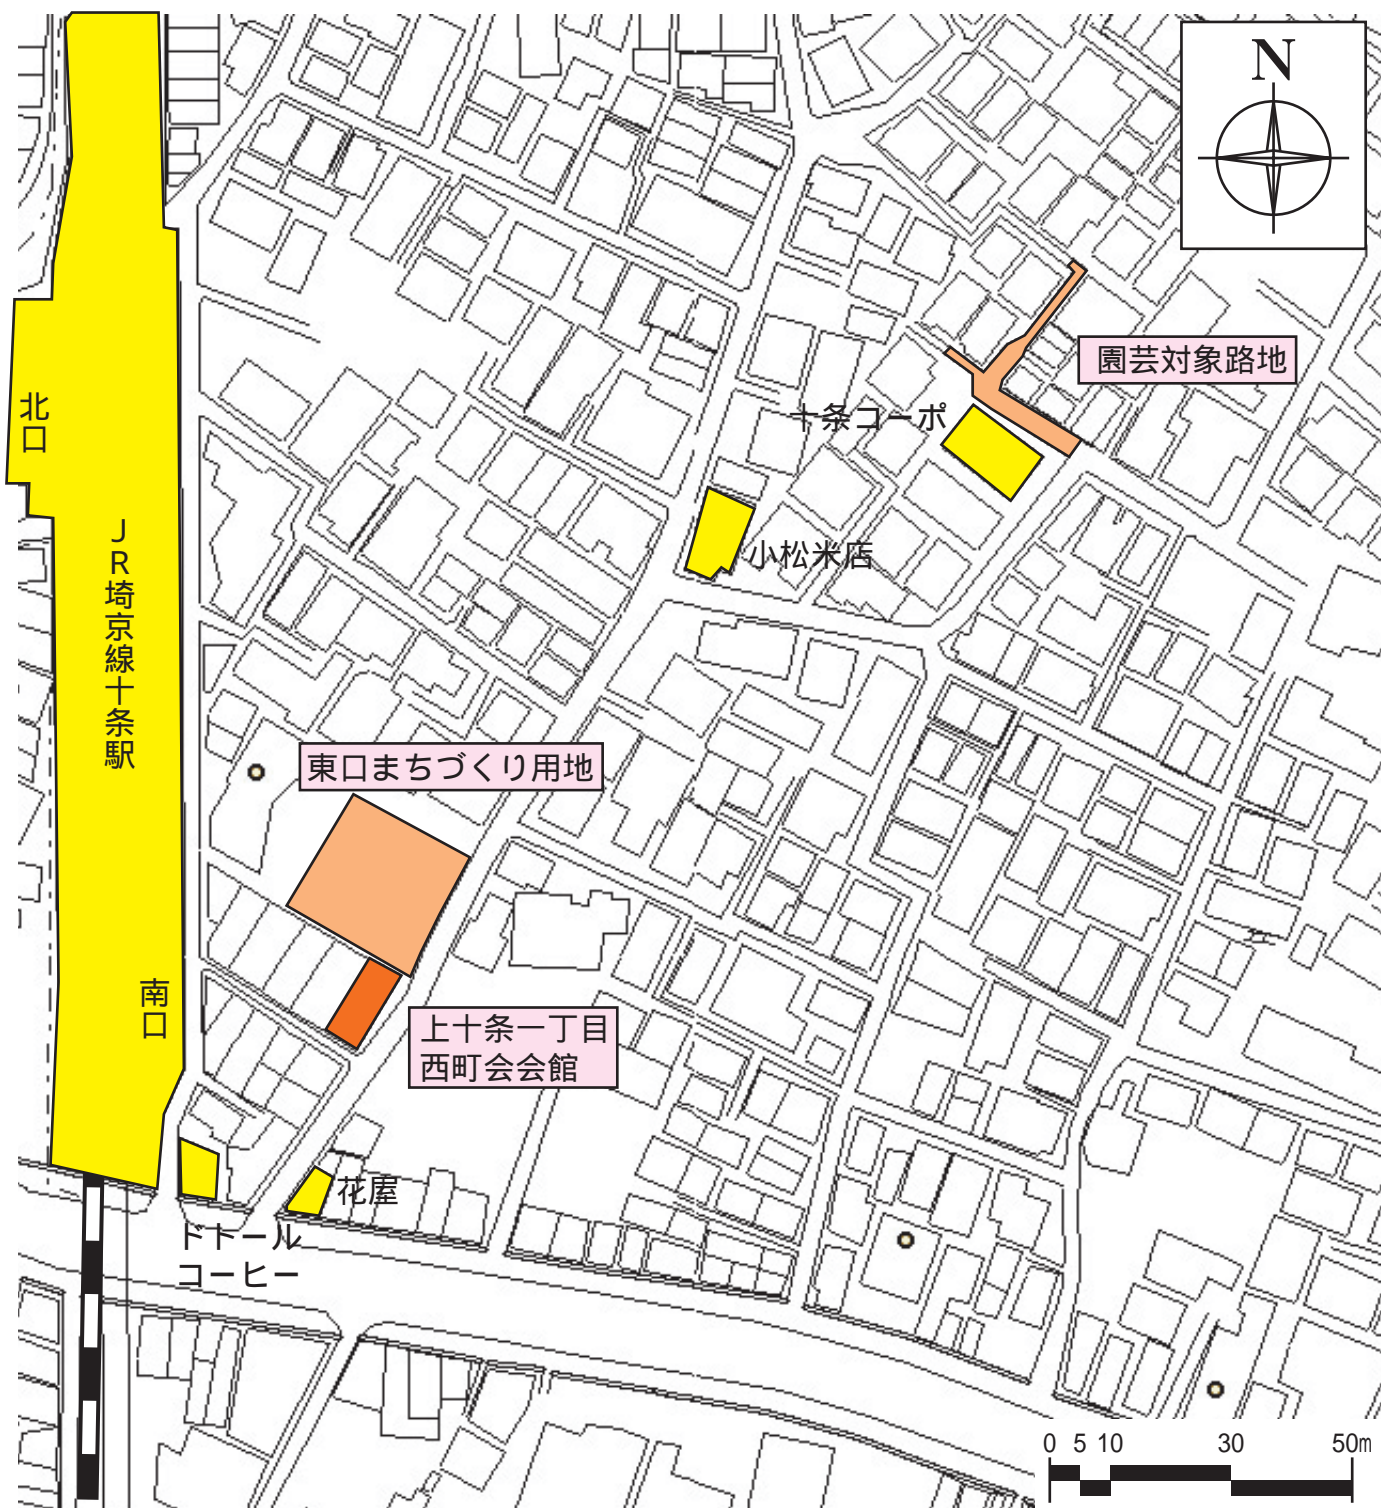 N
園芸対象路地
十条コーポ
北口
小松米店
JR埼京線十条駅
東口まちづくり用地
南口
上十条一丁目
西町会会館
花屋
ドトール
コーヒー
0 5 10 30 50m